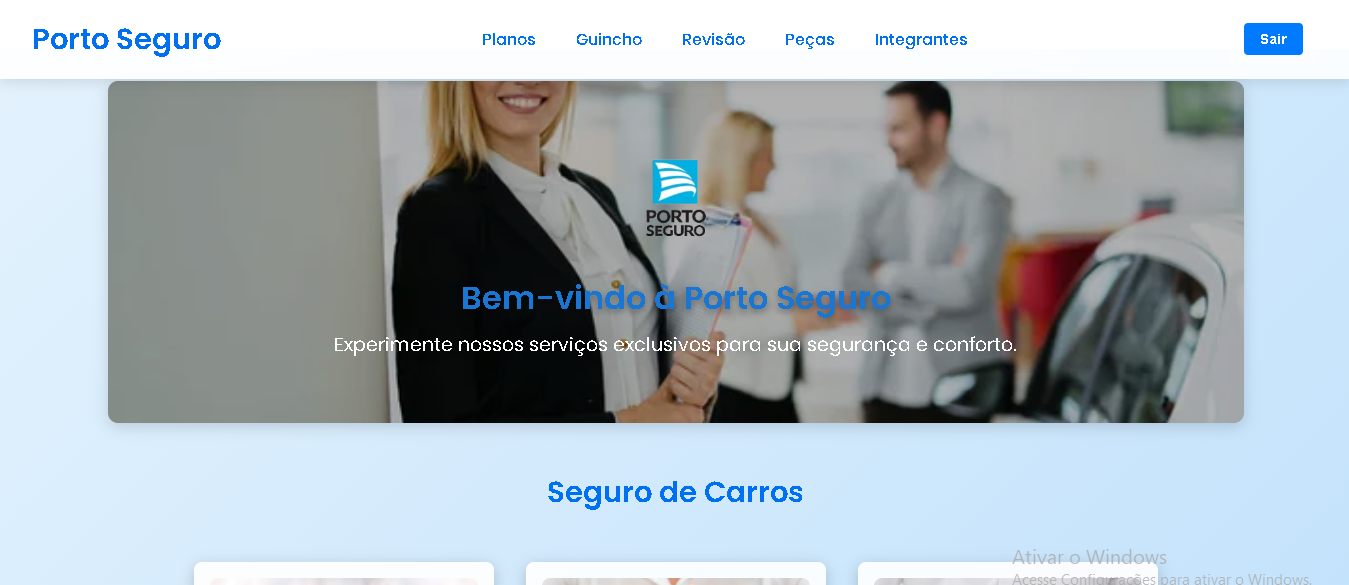 Porto Seguro
Planos
Guincho
Revisão
Peças
Integrantes
Sair
PORTO
SEGURO
Bem-vindo à Porto Seguro
Experimente nossos serviços exclusivos para sua segurança e conforto.
Seguro de Carros
Ativar o Windows
Acesse Configurações para ativar o Windows.